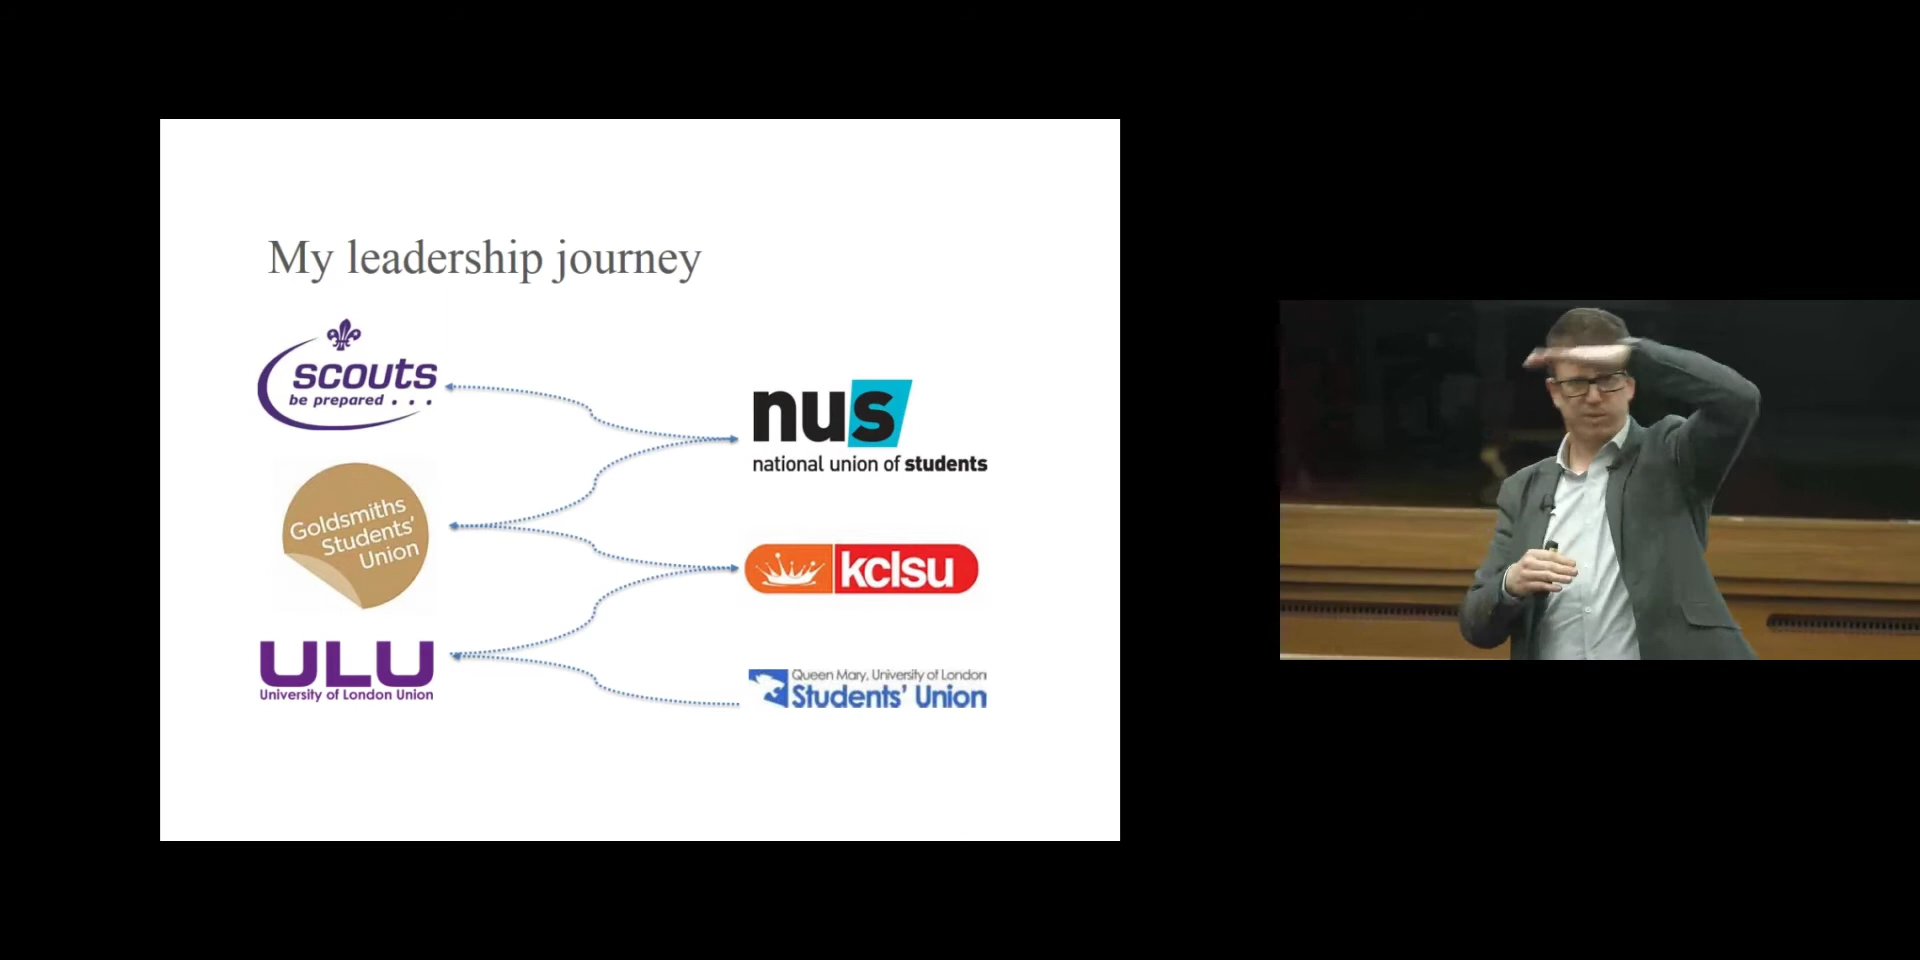 My leadership journey
scouts
be prepared . . .
nus
national union of students
Goldsmiths
Students'
Union
kclsu
ULU
University of London Union
Queen Mary, University of London
Students' Union